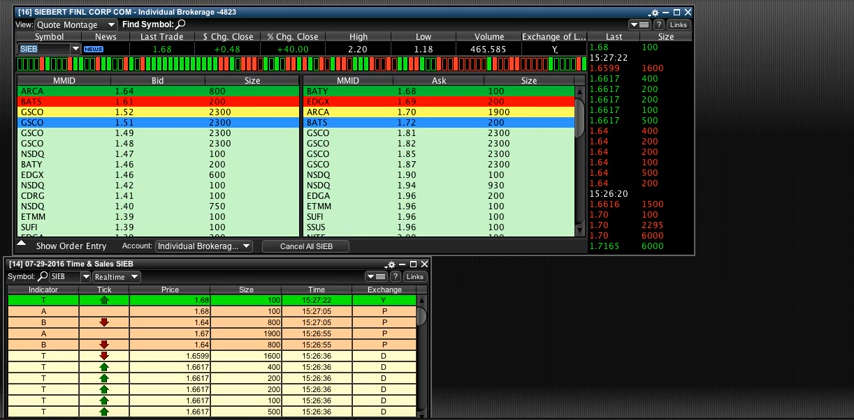 [16] SIEBERT FINL CORP COM - Individual Brokerage -4823
View: Quote Montage Find Symbol: ? Links
Symbol News Last Trade $ Chg. Close % Chg. Close High Low Volume Exchange of L... Last Size
SIEB NEWS 1.68 +0.48 +40.00 2.20 1.18 465.585 Y,
1.68 100
15:27:22
1.6599 1600
1.6617 400
1.6617 200
1.6617 200
1.6617 100
1.6617 500
1.64 400
1.64 200
1.64 200
1.64 100
1.64 500
1.64 200
15:26:20
1.6616 1500
1.70 100
1.70 2295
1.70 6000
1.7165 6000
MMID Bid Size MMID Ask Size
ARCA 1.64 800 BATY 1.68 100
BATS 1.61 200 EDGX 1.69 200
GSCO 1.52 2300 ARCA 1.70 1900
GSCO 1.51 2300 BATS 1.72 200
GSCO 1.49 2300 GSCO 1.81 2300
GSCO 1.48 2300 GSCO 1.82 2300
NSDQ 1.47 100 GSCO 1.85 2300
BATY 1.46 200 GSCO 1.87 2300
EDGA 1.46 600 NSDQ 1.90 100
NSDQ 1.42 100 NSDQ 1.94 930
CDRG 1.41 100 EDGA 1.96 200
NSDQ 1.40 750 ETMM 1.96 100
ETMM 1.39 100 SUFI 1.96 100
SUFI 1.39 100 SSUS 1.96 100
Show Order Entry Account: Individual Brokerag... Cancel All SIEB
[14] 07-29-2016 Time & Sales SIEB
Symbol: SIEB Realtime ? Links
Indicator Tick Price Size Time Exchange
T 1.68 100 15:27:22 Y
A 1.68 100 15:27:05 P
B 1.64 800 15:27:05 P
A 1.67 1900 15:26:55 P
B 1.64 800 15:26:55 P
T 1.6599 1600 15:26:36 D
T 1.6617 400 15:26:36 D
T 1.6617 200 15:26:36 D
T 1.6617 200 15:26:36 D
T 1.6617 100 15:26:36 D
T 1.6617 500 15:26:36 D